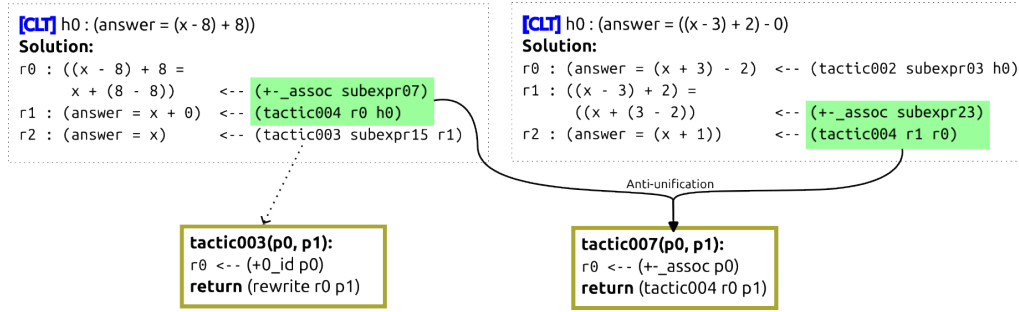 [CLT] h0 : (answer = (x - 8) + 8))
Solution:
r0 : ((x - 8) + 8 =
x + (8 - 8)) <-- (+-_assoc subexpr07)
r1 : (answer = x + 0) <-- (tactic004 r0 h0)
r2 : (answer = x) <-- (tactic003 subexpr15 r1)
[CLT] h0 : (answer = ((x - 3) + 2) - 0)
Solution:
r0 : (answer = (x + 3) - 2) <-- (tactic002 subexpr03 h0)
r1 : ((x - 3) + 2) =
((x + (3 - 2)) <-- (+-_assoc subexpr23)
r2 : (answer = (x + 1)) <-- (tactic004 r1 r0)
Anti-unification
tactic003(p0, p1):
r0 <-- (+0_id p0)
return (rewrite r0 p1)
tactic007(p0, p1):
r0 <-- (+-_assoc p0)
return (tactic004 r0 p1)